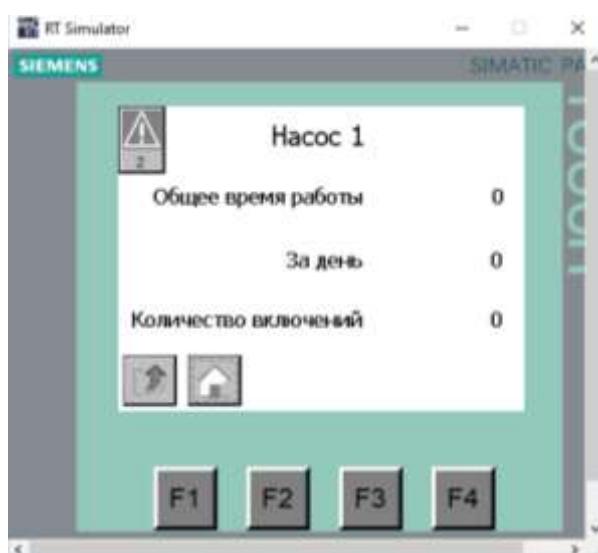 RT Simulator
SIEMENS
SIMATIC PA
TOUCH
2
Насос 1
Общее время работы 0
За день 0
Количество включений 0
F1 F2 F3 F4